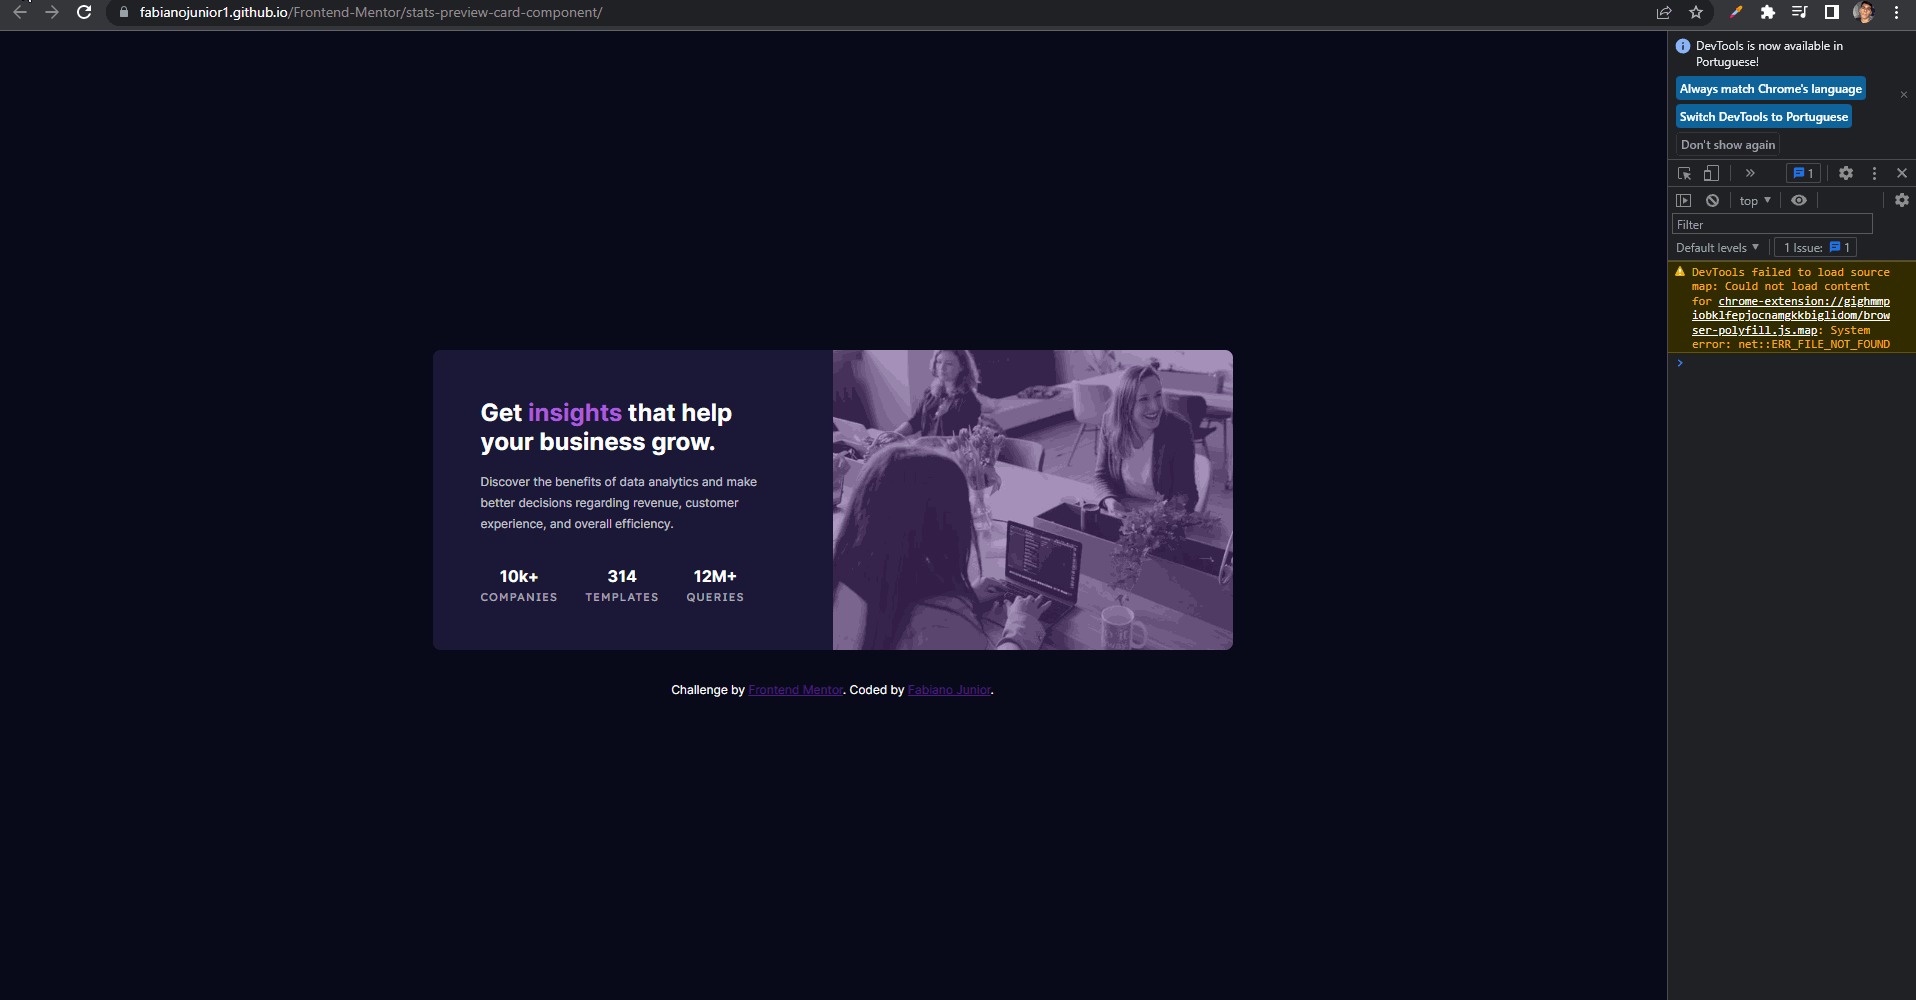 fabianojunior1.github.io/Frontend-Mentor/stats-preview-card-component/
DevTools is now available in
Portuguese!
Always match Chrome's language
Switch DevTools to Portuguese
Don't show again
1
top
Filter
Default levels
1 Issue: 1
DevTools failed to load source
map: Could not load content
for chrome-extension://gighmmp
iobklfepjocnamgkkbiglidom/brow
ser-polyfill.js.map: System
error: net::ERR_FILE_NOT_FOUND
Get insights that help
your business grow.
Discover the benefits of data analytics and make
better decisions regarding revenue, customer
experience, and overall efficiency.
10k+ 314 12M+
COMPANIES TEMPLATES QUERIES
Challenge by Frontend Mentor. Coded by Fabiano Junior.